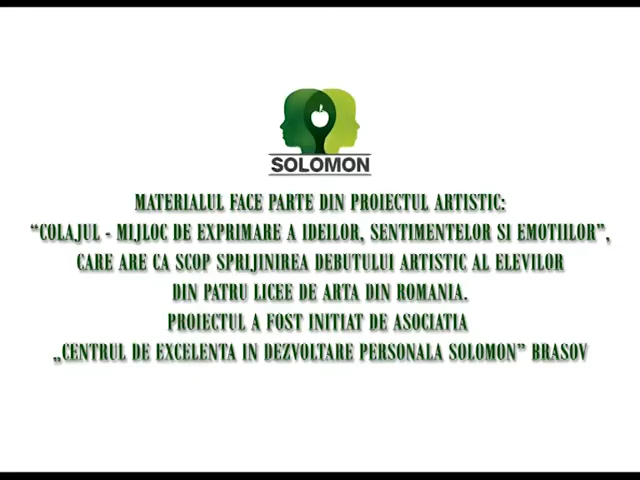 SOLOMON
MATERIALUL FACE PARTE DIN PROIECTUL ARTISTIC:
“COLAJUL - MIJLOC DE EXPRIMARE A IDEILOR, SENTIMENTELOR SI EMOTIILOR”,
CARE ARE CA SCOP SPRIJINIREA DEBUTULUI ARTISTIC AL ELEVILOR
DIN PATRU LICEE DE ARTA DIN ROMANIA.
PROIECTUL A FOST INITIAT DE ASOCIATIA
„CENTRUL DE EXCELENTA IN DEZVOLTARE PERSONALA SOLOMON” BRASOV